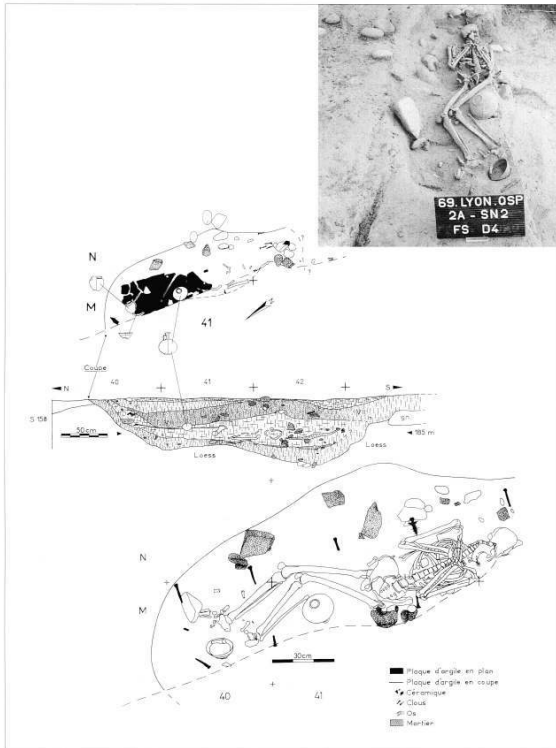 69.LYON.QSP
2A - SN2
FS D4
N
M
41
Coupe
N
40
41
42
S
S 158
50cm
185 m
Loess
Loess
N
M
30cm
40
41
Plaque d'argile en plan
Plaque d'argile en coupe
Céramique
Clous
Os
Mortier